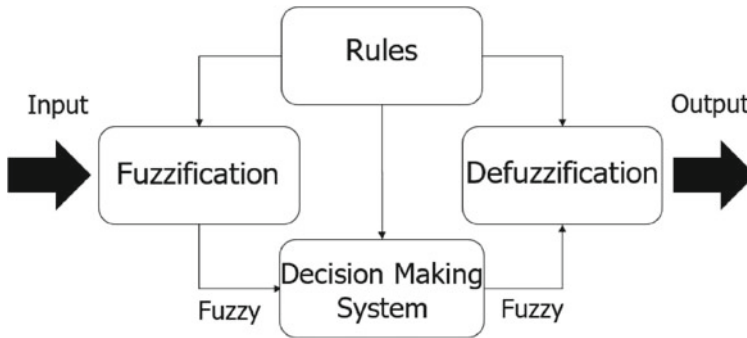 Rules
Input
Output
Fuzzification
Defuzzification
Decision Making
System
Fuzzy
Fuzzy